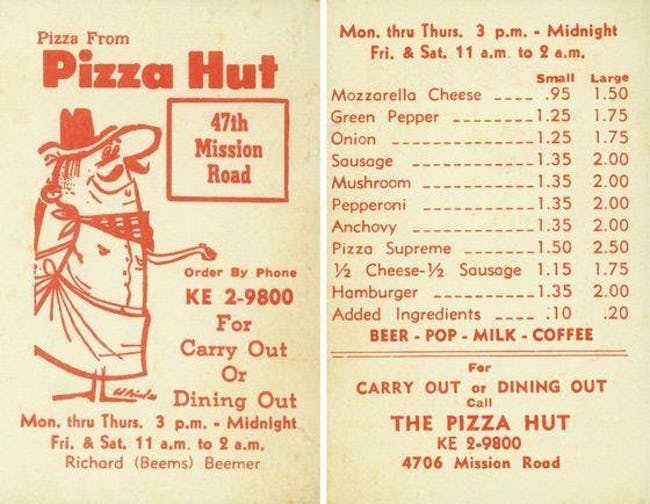 Pizza From
Pizza Hut
47th
Mission
Road
Order By Phone
KE 2-9800
For
Carry Out
Or
Dining Out
Mon. thru Thurs. 3 p.m. - Midnight
Fri. & Sat. 11 a.m. to 2 a.m.
Richard (Beems) Beemer
Mon. thru Thurs. 3 p.m. - Midnight
Fri. & Sat. 11 a.m. to 2 a.m.
Small Large
Mozzarella Cheese ---- .95 1.50
Green Pepper -------- 1.25 1.75
Onion -------------- 1.25 1.75
Sausage ----------- 1.35 2.00
Mushroom ----------- 1.35 2.00
Pepperoni ----------- 1.35 2.00
Anchovy ----------- 1.35 2.00
Pizza Supreme ------- 1.50 2.50
½ Cheese-½ Sausage 1.15 1.75
Hamburger ---------- 1.35 2.00
Added Ingredients ---- .10 .20
BEER - POP - MILK - COFFEE
For
CARRY OUT or DINING OUT
Call
THE PIZZA HUT
KE 2-9800
4706 Mission Road